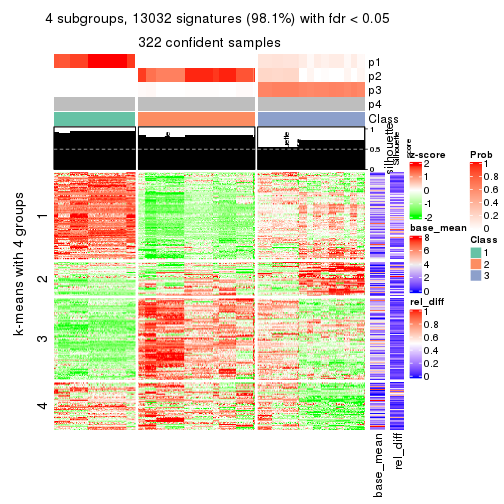 4 subgroups, 13032 signatures (98.1%) with fdr < 0.05
322 confident samples
p1
p2
p3
p4
Class
1
0.5
0
silhouette
Silhouette
score
k-means with 4 groups
1
2
3
4
base_mean
rel_diff
z-score
2
1
0
-1
-2
base_mean
8
6
4
2
0
rel_diff
1
0.8
0.6
0.4
0.2
0
Prob
1
0.8
0.6
0.4
0.2
0
Class
1
2
3